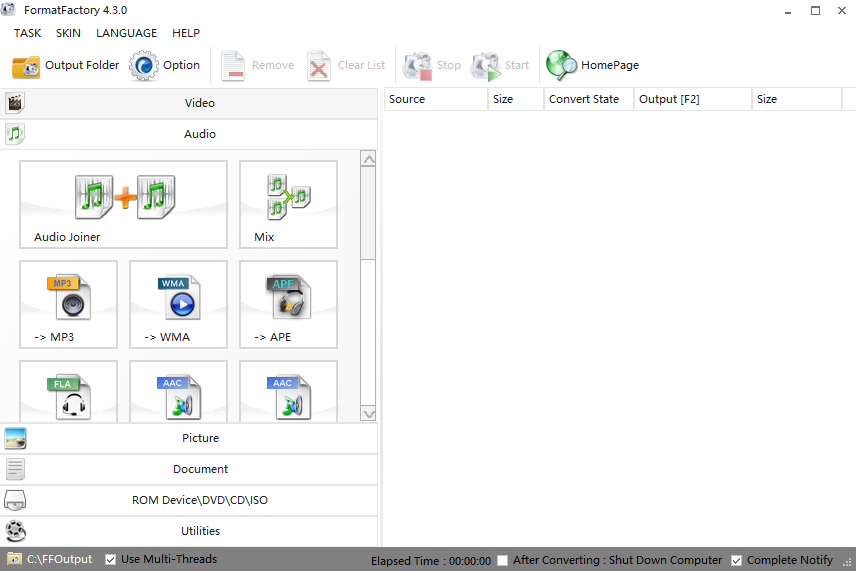 FormatFactory 4.3.0
TASK SKIN LANGUAGE HELP
Output Folder Option Remove Clear List Stop Start HomePage
Video
Source Size Convert State Output [F2] Size
Audio
Audio Joiner Mix
MP3 WMA APE
-> MP3 -> WMA -> APE
FLA AAC AAC
Picture
Document
ROM Device\DVD\CD\ISO
Utilities
C:\FFOutput Use Multi-Threads Elapsed Time : 00:00:00 After Converting : Shut Down Computer Complete Notify